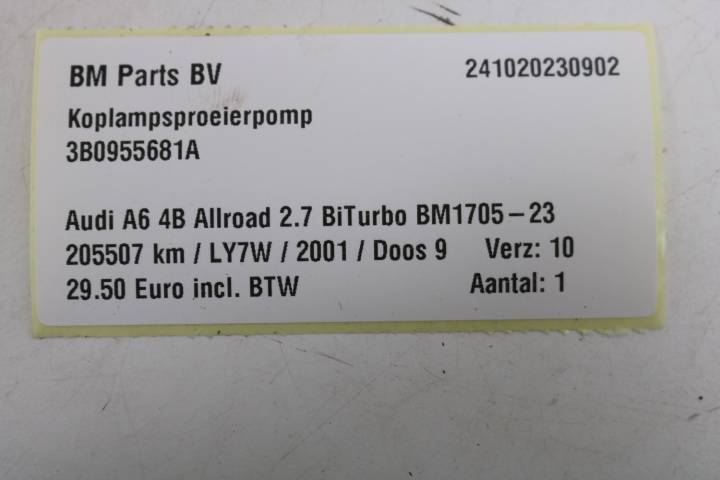 BM Parts BV 241020230902
Koplampsproeierpomp
3B0955681A
Audi A6 4B Allroad 2.7 BiTurbo BM1705-23
205507 km / LY7W / 2001 / Doos 9 Verz: 10
29.50 Euro incl. BTW Aantal: 1